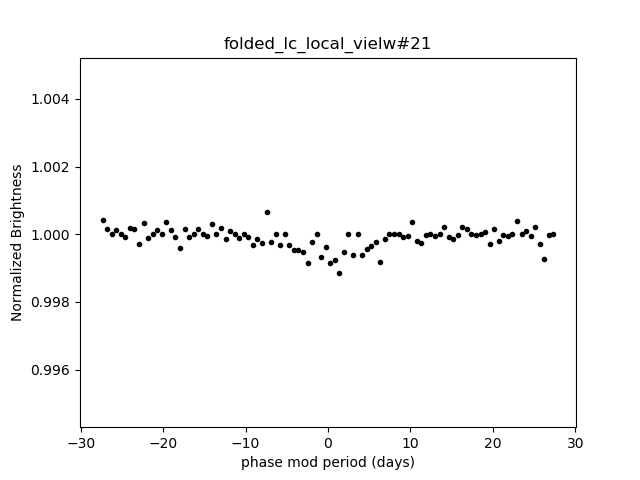 folded_lc_local_vielw#21
1.004
1.002
1.000
0.998
0.996
Normalized Brightness
−30 −20 −10 0 10 20 30
phase mod period (days)